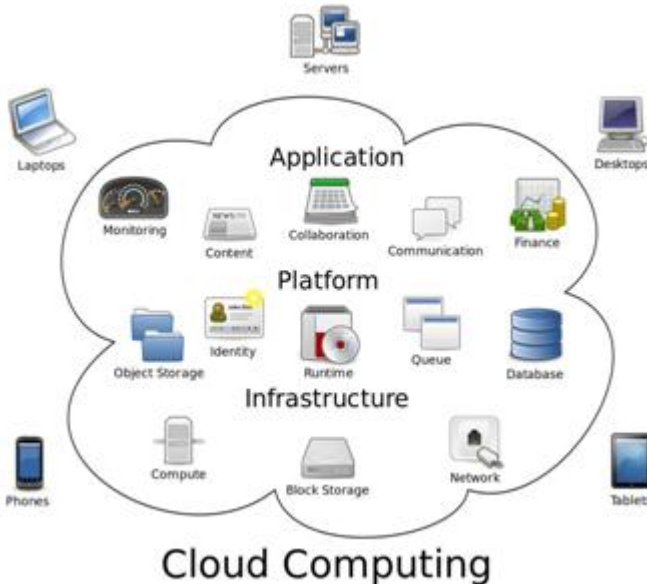 Servers
Laptops
Desktops
Application
Monitoring
NEWS
Content
Collaboration
Communication
Finance
Platform
Object Storage
Identity
Runtime
Queue
Database
Infrastructure
Compute
Block Storage
Network
Phones
Tablets
Cloud Computing